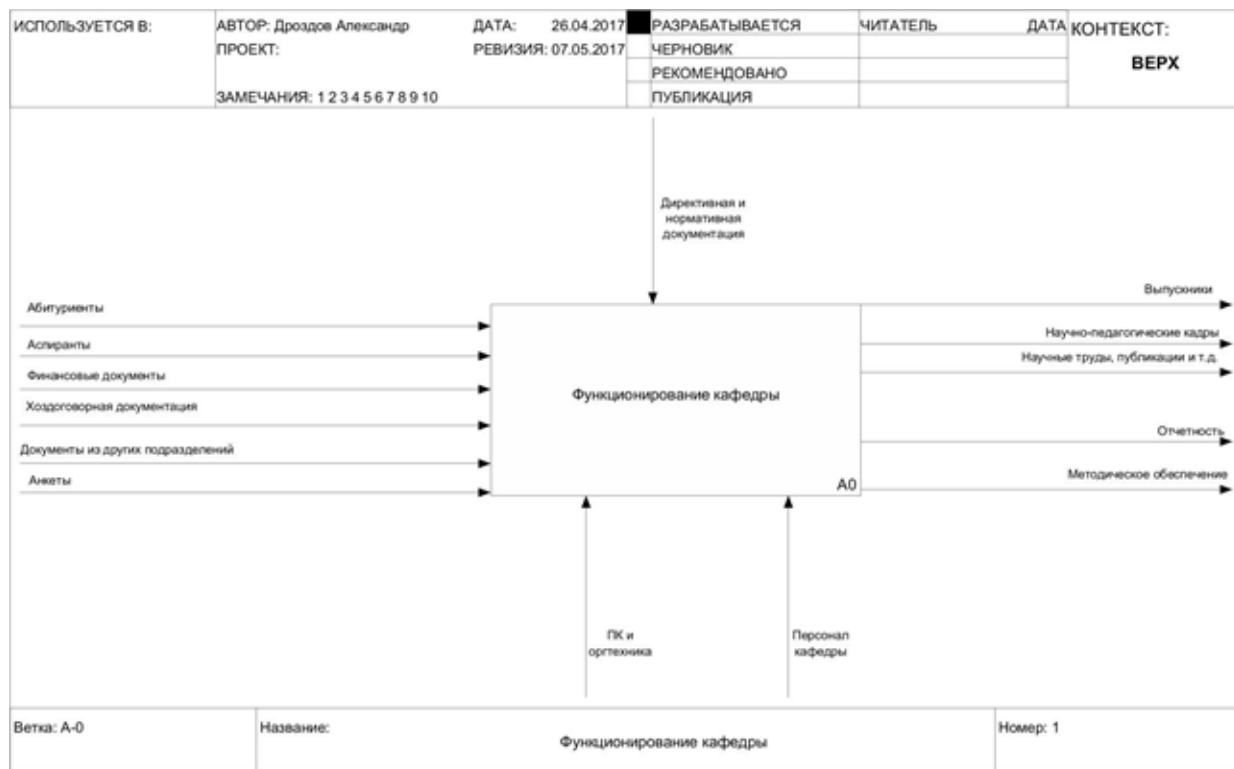 ИСПОЛЬЗУЕТСЯ В:
АВТОР: Дроздов Александр
ДАТА: 26.04.2017
РАЗРАБАТЫВАЕТСЯ
ЧИТАТЕЛЬ
ДАТА
КОНТЕКСТ:
ПРОЕКТ:
РЕВИЗИЯ: 07.05.2017
ЧЕРНОВИК
ВЕРХ
РЕКОМЕНДОВАНО
ЗАМЕЧАНИЯ: 1 2 3 4 5 6 7 8 9 10
ПУБЛИКАЦИЯ
Директивная и
нормативная
документация
Абитуриенты
Аспиранты
Финансовые документы
Хоздоговорная документация
Документы из других подразделений
Анкеты
Функционирование кафедры
A0
Выпускники
Научно-педагогические кадры
Научные труды, публикации и т.д.
Отчетность
Методическое обеспечение
ПК и
оргтехника
Персонал
кафедры
Ветка: A-0
Название:
Функционирование кафедры
Номер: 1